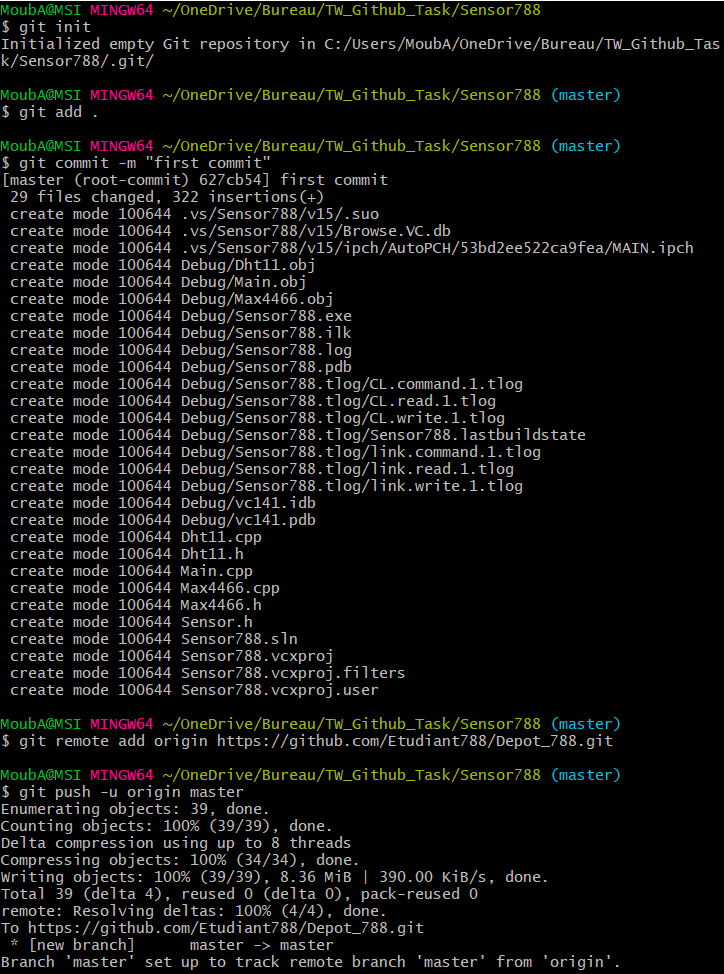 MoubA@MSI MINGW64 ~/OneDrive/Bureau/TW_Github_Task/Sensor788
$ git init
Initialized empty Git repository in C:/Users/MoubA/OneDrive/Bureau/TW_Github_Tas
k/Sensor788/.git/

MoubA@MSI MINGW64 ~/OneDrive/Bureau/TW_Github_Task/Sensor788 (master)
$ git add .

MoubA@MSI MINGW64 ~/OneDrive/Bureau/TW_Github_Task/Sensor788 (master)
$ git commit -m "first commit"
[master (root-commit) 627cb54] first commit
 29 files changed, 322 insertions(+)
 create mode 100644 .vs/Sensor788/v15/.suo
 create mode 100644 .vs/Sensor788/v15/Browse.VC.db
 create mode 100644 .vs/Sensor788/v15/ipch/AutoPCH/53bd2ee522ca9fea/MAIN.ipch
 create mode 100644 Debug/Dht11.obj
 create mode 100644 Debug/Main.obj
 create mode 100644 Debug/Max4466.obj
 create mode 100644 Debug/Sensor788.exe
 create mode 100644 Debug/Sensor788.ilk
 create mode 100644 Debug/Sensor788.log
 create mode 100644 Debug/Sensor788.pdb
 create mode 100644 Debug/Sensor788.tlog/CL.command.1.tlog
 create mode 100644 Debug/Sensor788.tlog/CL.read.1.tlog
 create mode 100644 Debug/Sensor788.tlog/CL.write.1.tlog
 create mode 100644 Debug/Sensor788.tlog/Sensor788.lastbuildstate
 create mode 100644 Debug/Sensor788.tlog/link.command.1.tlog
 create mode 100644 Debug/Sensor788.tlog/link.read.1.tlog
 create mode 100644 Debug/Sensor788.tlog/link.write.1.tlog
 create mode 100644 Debug/vc141.idb
 create mode 100644 Debug/vc141.pdb
 create mode 100644 Dht11.cpp
 create mode 100644 Dht11.h
 create mode 100644 Main.cpp
 create mode 100644 Max4466.cpp
 create mode 100644 Max4466.h
 create mode 100644 Sensor.h
 create mode 100644 Sensor788.sln
 create mode 100644 Sensor788.vcxproj
 create mode 100644 Sensor788.vcxproj.filters
 create mode 100644 Sensor788.vcxproj.user

MoubA@MSI MINGW64 ~/OneDrive/Bureau/TW_Github_Task/Sensor788 (master)
$ git remote add origin https://github.com/Etudiant788/Depot_788.git

MoubA@MSI MINGW64 ~/OneDrive/Bureau/TW_Github_Task/Sensor788 (master)
$ git push -u origin master
Enumerating objects: 39, done.
Counting objects: 100% (39/39), done.
Delta compression using up to 8 threads
Compressing objects: 100% (34/34), done.
Writing objects: 100% (39/39), 8.36 MiB | 390.00 KiB/s, done.
Total 39 (delta 4), reused 0 (delta 0), pack-reused 0
remote: Resolving deltas: 100% (4/4), done.
To https://github.com/Etudiant788/Depot_788.git
 * [new branch]      master -> master
Branch 'master' set up to track remote branch 'master' from 'origin'.